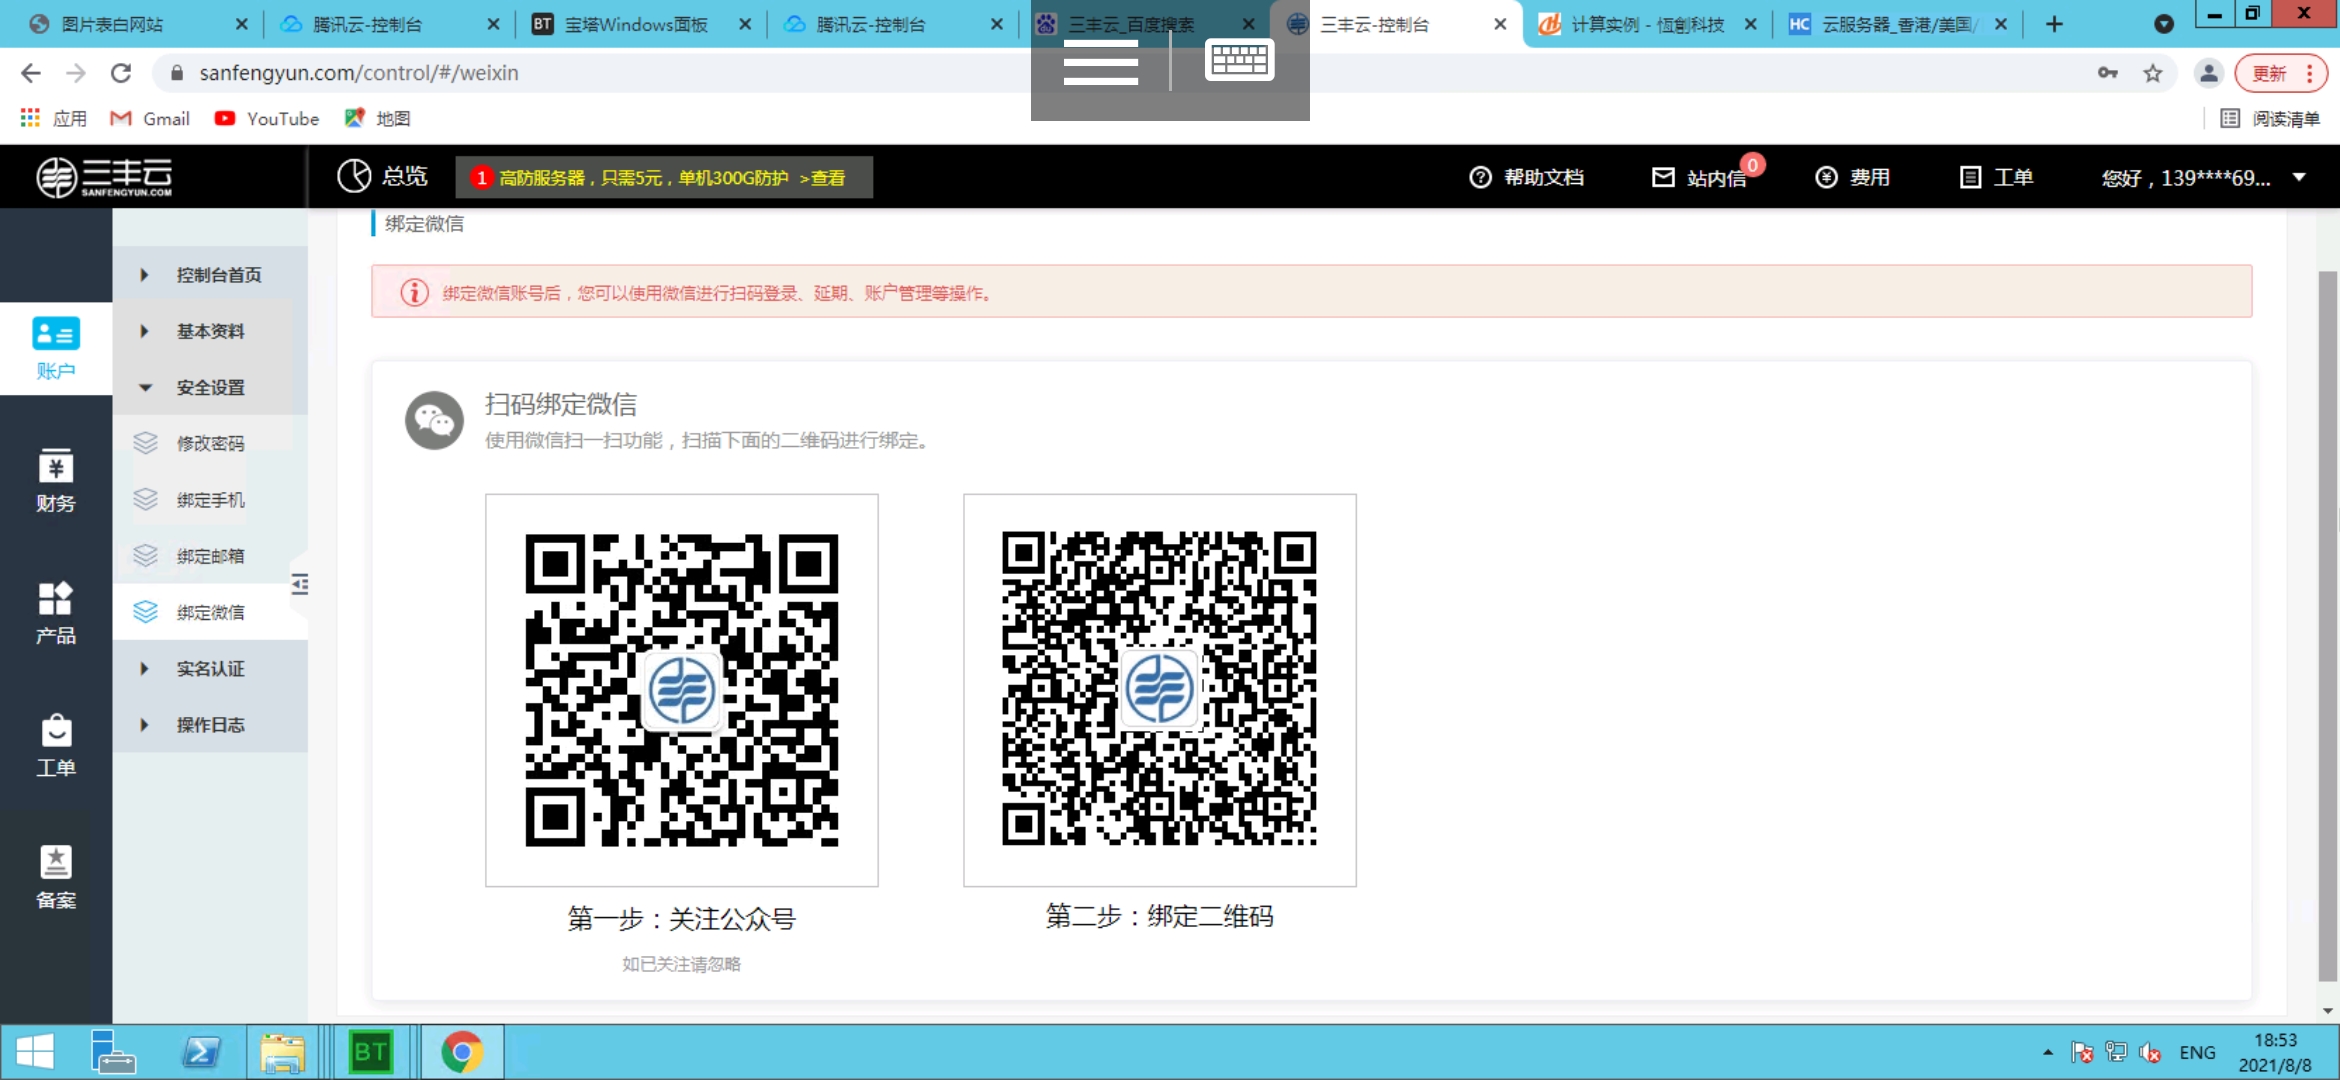 图片表白网站
腾讯云-控制台
BT 宝塔Windows面板
腾讯云-控制台
三丰云_百度搜索
三丰云-控制台
计算实例 - 恆創科技
HC 云服务器_香港/美国/
sanfengyun.com/control/#/weixin
更新
应用
Gmail
YouTube
地图
阅读清单
三丰云
SANFENGYUN.COM
总览
1 高防服务器，只需5元，单机300G防护 >查看
帮助文档
站内信 0
费用
工单
您好，139****69...
账户
财务
产品
工单
备案
控制台首页
基本资料
安全设置
修改密码
绑定手机
绑定邮箱
绑定微信
实名认证
操作日志
绑定微信
绑定微信账号后，您可以使用微信进行扫码登录、延期、账户管理等操作。
扫码绑定微信
使用微信扫一扫功能，扫描下面的二维码进行绑定。
第一步：关注公众号
如已关注请忽略
第二步：绑定二维码
BT
ENG
18:53
2021/8/8